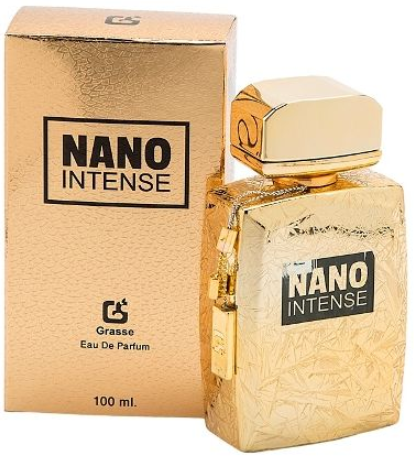 NANO
INTENSE
Grasse
Eau De Parfum
100 ml.
NANO
INTENSE